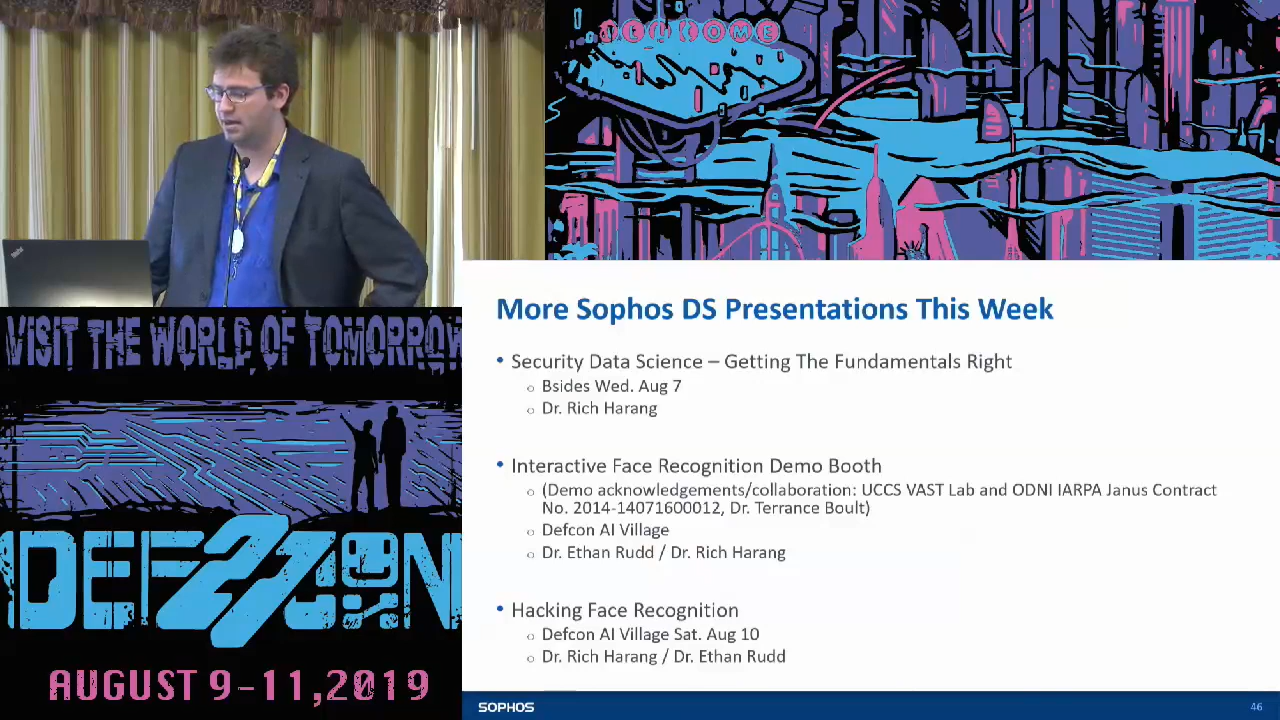 WELCOME
More Sophos DS Presentations This Week
• Security Data Science – Getting The Fundamentals Right
o Bsides Wed. Aug 7
o Dr. Rich Harang
• Interactive Face Recognition Demo Booth
o (Demo acknowledgements/collaboration: UCCS VAST Lab and ODNI IARPA Janus Contract
No. 2014-14071600012, Dr. Terrance Boult)
o Defcon AI Village
o Dr. Ethan Rudd / Dr. Rich Harang
• Hacking Face Recognition
o Defcon AI Village Sat. Aug 10
o Dr. Rich Harang / Dr. Ethan Rudd
SOPHOS
46
VISIT THE WORLD OF TOMORROW
DEF 27 CON
AUGUST 9-11,2019